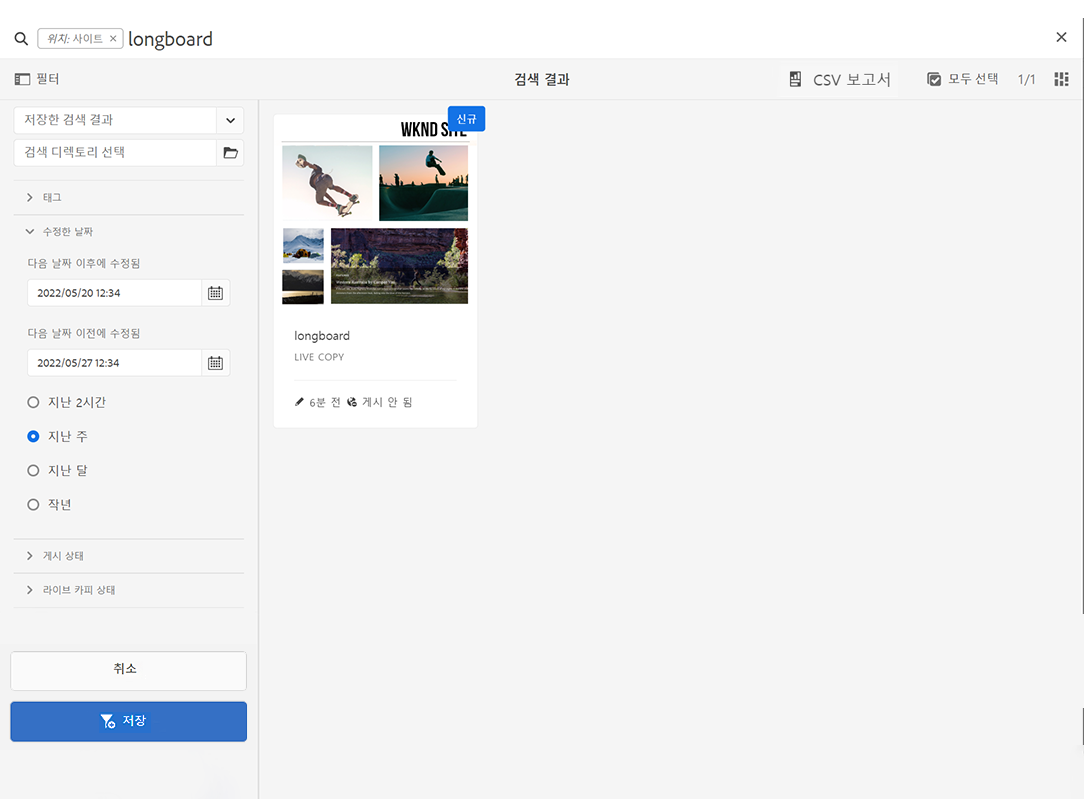 위치: 사이트 × longboard
필터
검색 결과
CSV 보고서
모두 선택
1/1
저장한 검색 결과
검색 디렉토리 선택
태그
수정한 날짜
다음 날짜 이후에 수정됨
2022/05/20 12:34
다음 날짜 이전에 수정됨
2022/05/27 12:34
지난 2시간
지난 주
지난 달
작년
게시 상태
라이브 카피 상태
취소
저장
신규
WKND SITE
longboard
LIVE COPY
6분 전 게시 안 됨